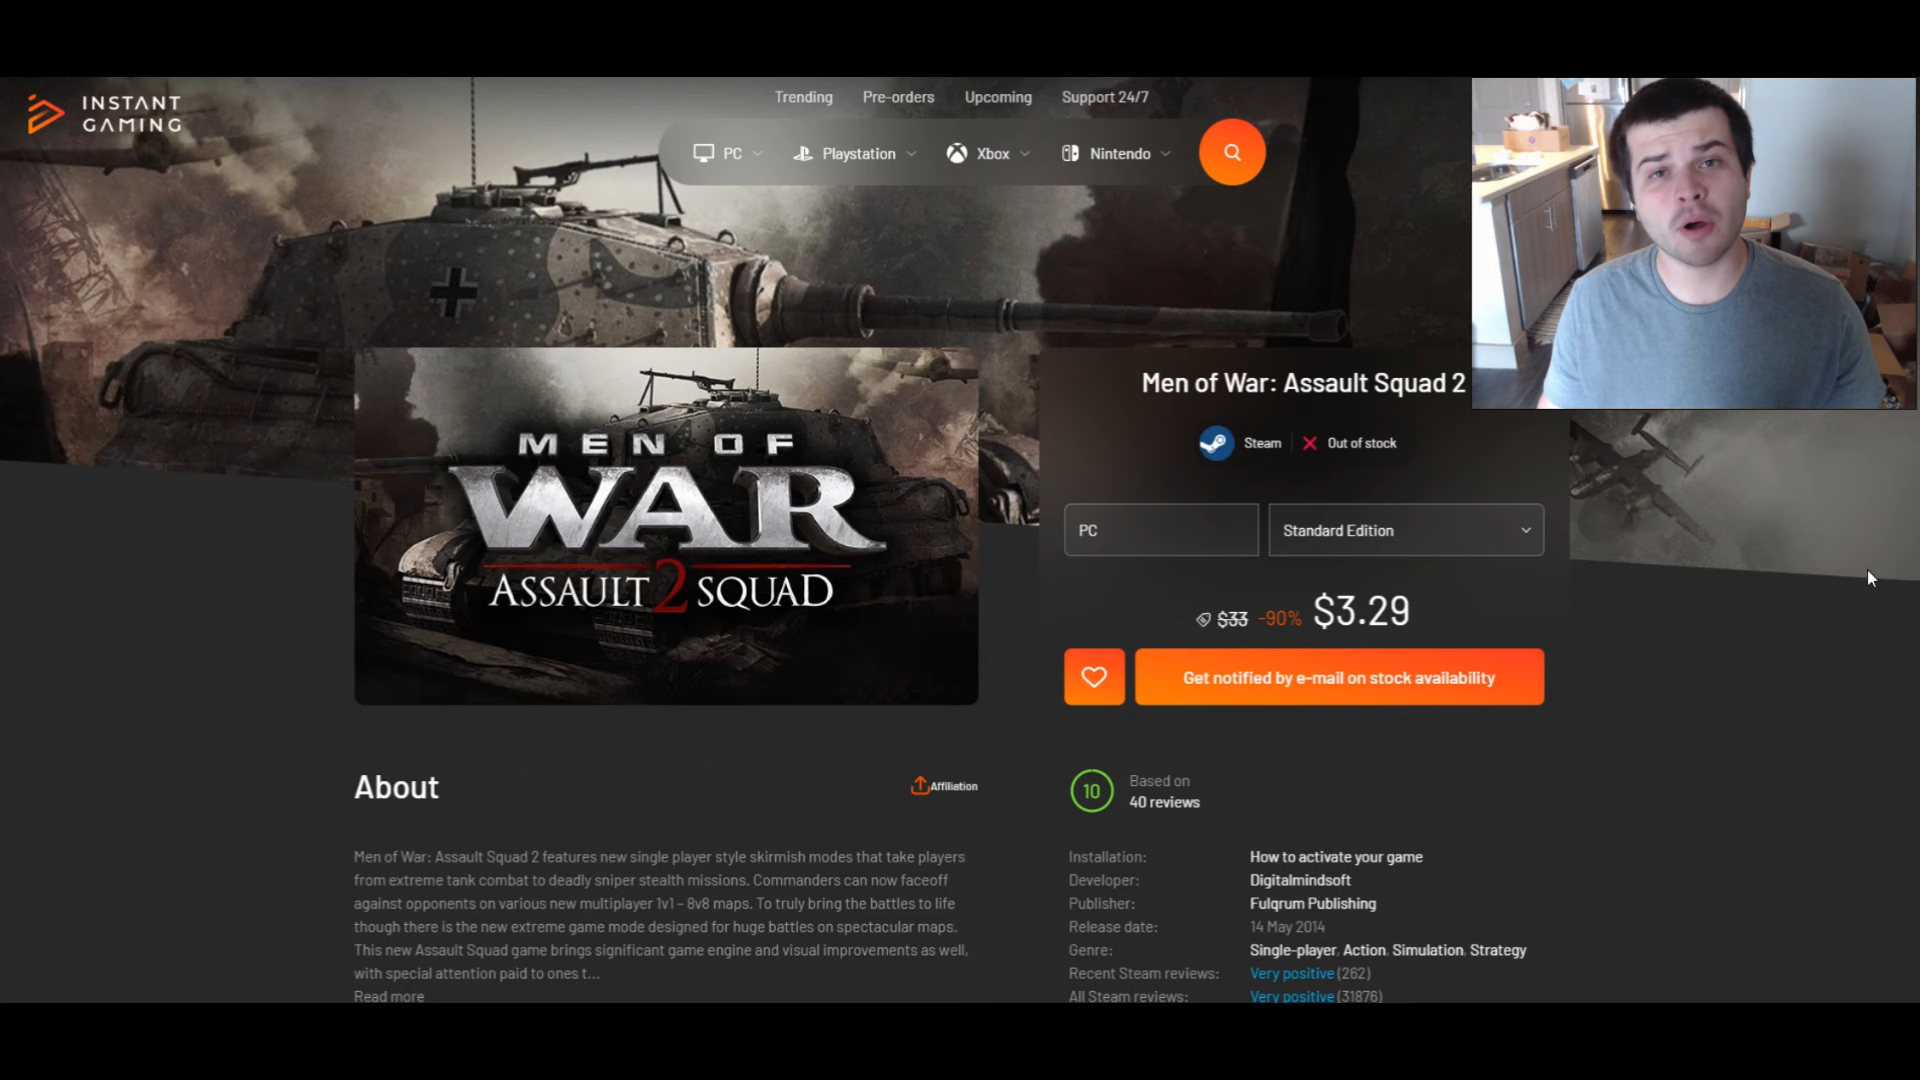 INSTANT
GAMING
Trending
Pre-orders
Upcoming
Support 24/7
PC
Playstation
Xbox
Nintendo
MEN OF
WAR
ASSAULT 2 SQUAD
Men of War: Assault Squad 2
Steam
Out of stock
PC
Standard Edition
$33 -90% $3.29
Get notified by e-mail on stock availability
About
Affiliation
Men of War: Assault Squad 2 features new single player style skirmish modes that take players
from extreme tank combat to deadly sniper stealth missions. Commanders can now faceoff
against opponents on various new multiplayer 1v1 - 8v8 maps. To truly bring the battles to life
though there is the new extreme game mode designed for huge battles on spectacular maps.
This new Assault Squad game brings significant game engine and visual improvements as well,
with special attention paid to ones t...
Read more
10
Based on
40 reviews
Installation: How to activate your game
Developer: Digitalmindsoft
Publisher: Fulqrum Publishing
Release date: 14 May 2014
Genre: Single-player, Action, Simulation, Strategy
Recent Steam reviews: Very positive (262)
All Steam reviews: Very positive (31876)